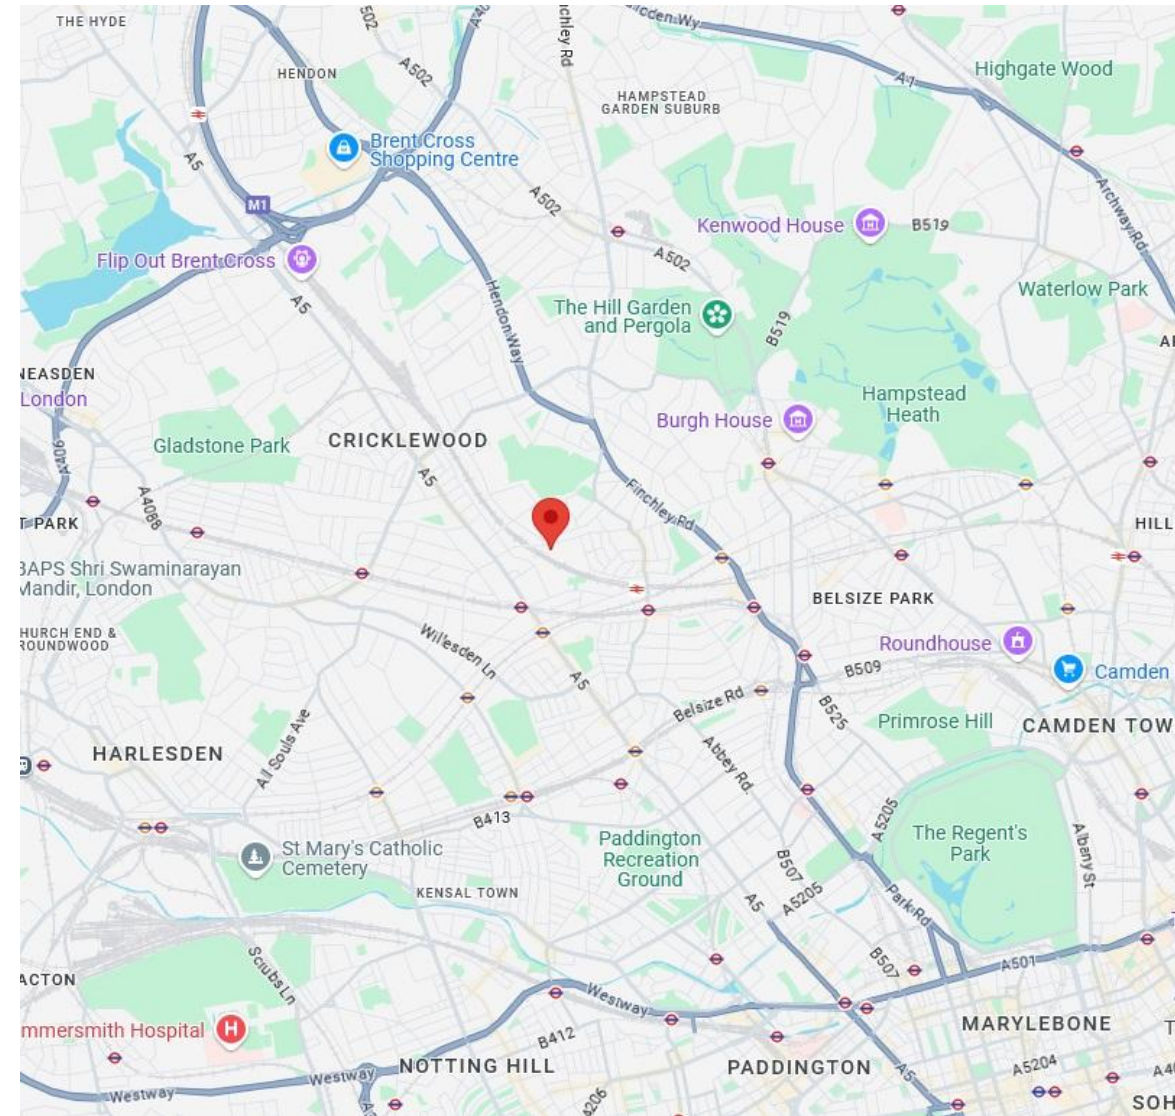 THE HYDE
502
A40
nchley Rd
A502
HENDON
HAMPSTEAD
GARDEN SUBURB
A1
Highgate Wood
Brent Cross
Shopping Centre
A5
A502
Archway Rd
M1
Kenwood House
B519
Flip Out Brent Cross
A502
A5
Hendon Way
The Hill Garden
and Pergola
B519
Waterlow Park
NEASDEN
London
Hampstead
Heath
Burgh House
Gladstone Park
CRICKLEWOOD
A406
A5
A4088
Finchley Rd
T PARK
HILL
BAPS Shri Swaminarayan
Mandir, London
BELSIZE PARK
HURCH END &
ROUNDWOOD
Willesden Ln
Roundhouse
Camden
A5
B509
Belsize Rd
B525
Primrose Hill
CAMDEN TOW
HARLESDEN
All Souls Ave
Abbey Rd.
B413
A5205
The Regent's
Park
Albany St
Paddington
Recreation
Ground
St Mary's Catholic
Cemetery
KENSAL TOWN
B507
A5205
A5
Park Rd
Scrubs Ln
B507
A501
ACTON
Westway
mmersmith Hospital
B412
MARYLEBONE
NOTTING HILL
PADDINGTON
Westway
Westway
A5
A5204
A40
SOH